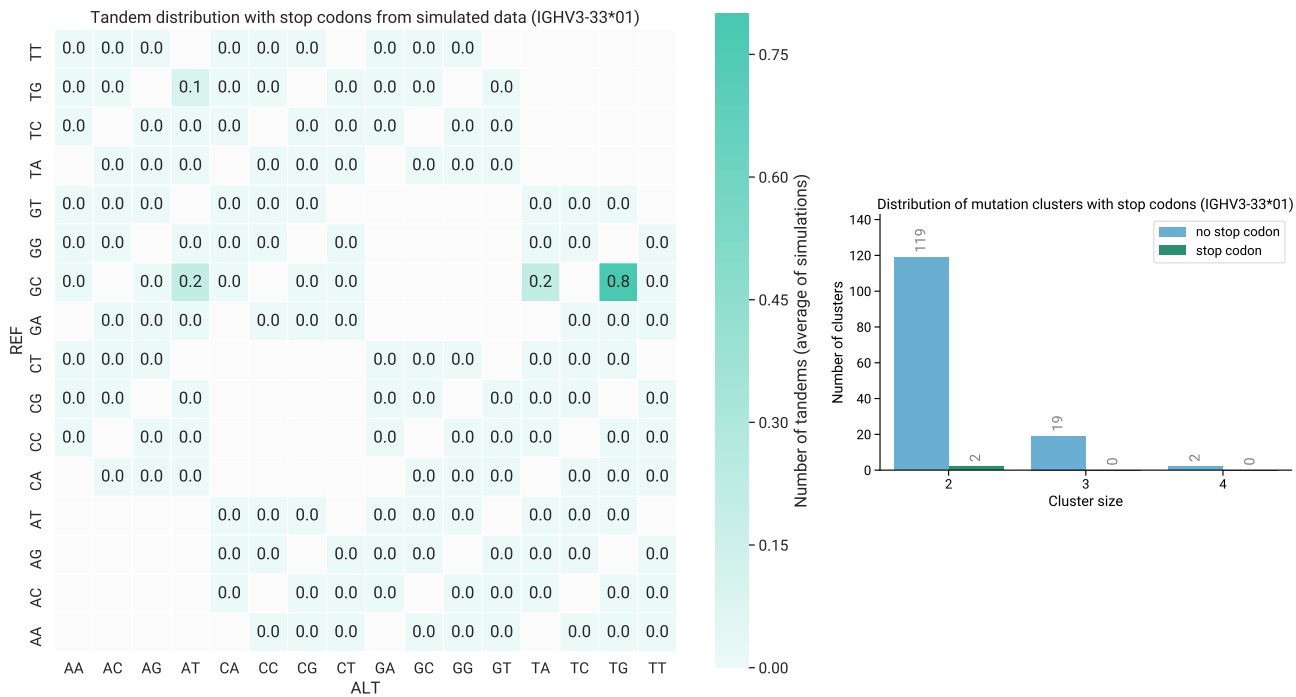 Tandem distribution with stop codons from simulated data (IGHV3-33*01)
TT 0.0 0.0 0.0 0.0 0.0 0.0 0.0 0.0 0.0
TG 0.0 0.0 0.1 0.0 0.0 0.0 0.0 0.0 0.0
TC 0.0 0.0 0.0 0.0 0.0 0.0 0.0 0.0 0.0
TA 0.0 0.0 0.0 0.0 0.0 0.0 0.0 0.0 0.0
GT 0.0 0.0 0.0 0.0 0.0 0.0 0.0 0.0 0.0
GG 0.0 0.0 0.0 0.0 0.0 0.0 0.0 0.0 0.0
GC 0.0 0.0 0.2 0.0 0.0 0.0 0.2 0.8 0.0
GA 0.0 0.0 0.0 0.0 0.0 0.0 0.0 0.0 0.0
CT 0.0 0.0 0.0 0.0 0.0 0.0 0.0 0.0 0.0
CG 0.0 0.0 0.0 0.0 0.0 0.0 0.0 0.0 0.0
CC 0.0 0.0 0.0 0.0 0.0 0.0 0.0 0.0 0.0
CA 0.0 0.0 0.0 0.0 0.0 0.0 0.0 0.0 0.0
AT 0.0 0.0 0.0 0.0 0.0 0.0 0.0 0.0 0.0
AG 0.0 0.0 0.0 0.0 0.0 0.0 0.0 0.0 0.0
AC 0.0 0.0 0.0 0.0 0.0 0.0 0.0 0.0 0.0
AA 0.0 0.0 0.0 0.0 0.0 0.0 0.0 0.0 0.0
REF
AA AC AG AT CA CC CG CT GA GC GG GT TA TC TG TT
ALT
0.75
0.60
0.45
0.30
0.15
0.00
Number of tandems (average of simulations)
Distribution of mutation clusters with stop codons (IGHV3-33*01)
no stop codon
stop codon
140
120
100
80
60
40
20
0
Number of clusters
119
2
19
0
2
0
2 3 4
Cluster size